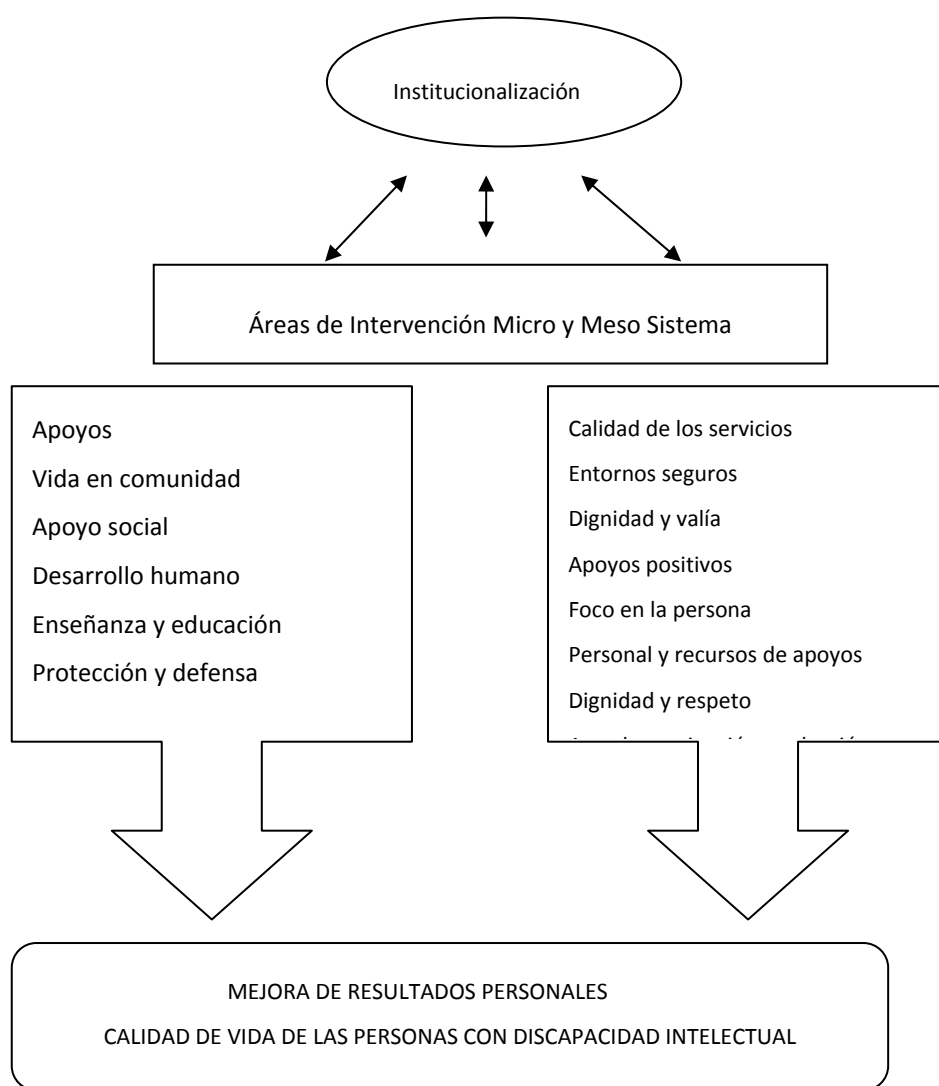 Institucionalización
Áreas de Intervención Micro y Meso Sistema
Apoyos
Vida en comunidad
Apoyo social
Desarrollo humano
Enseñanza y educación
Protección y defensa
Calidad de los servicios
Entornos seguros
Dignidad y valía
Apoyos positivos
Foco en la persona
Personal y recursos de apoyos
Dignidad y respeto
MEJORA DE RESULTADOS PERSONALES
CALIDAD DE VIDA DE LAS PERSONAS CON DISCAPACIDAD INTELECTUAL